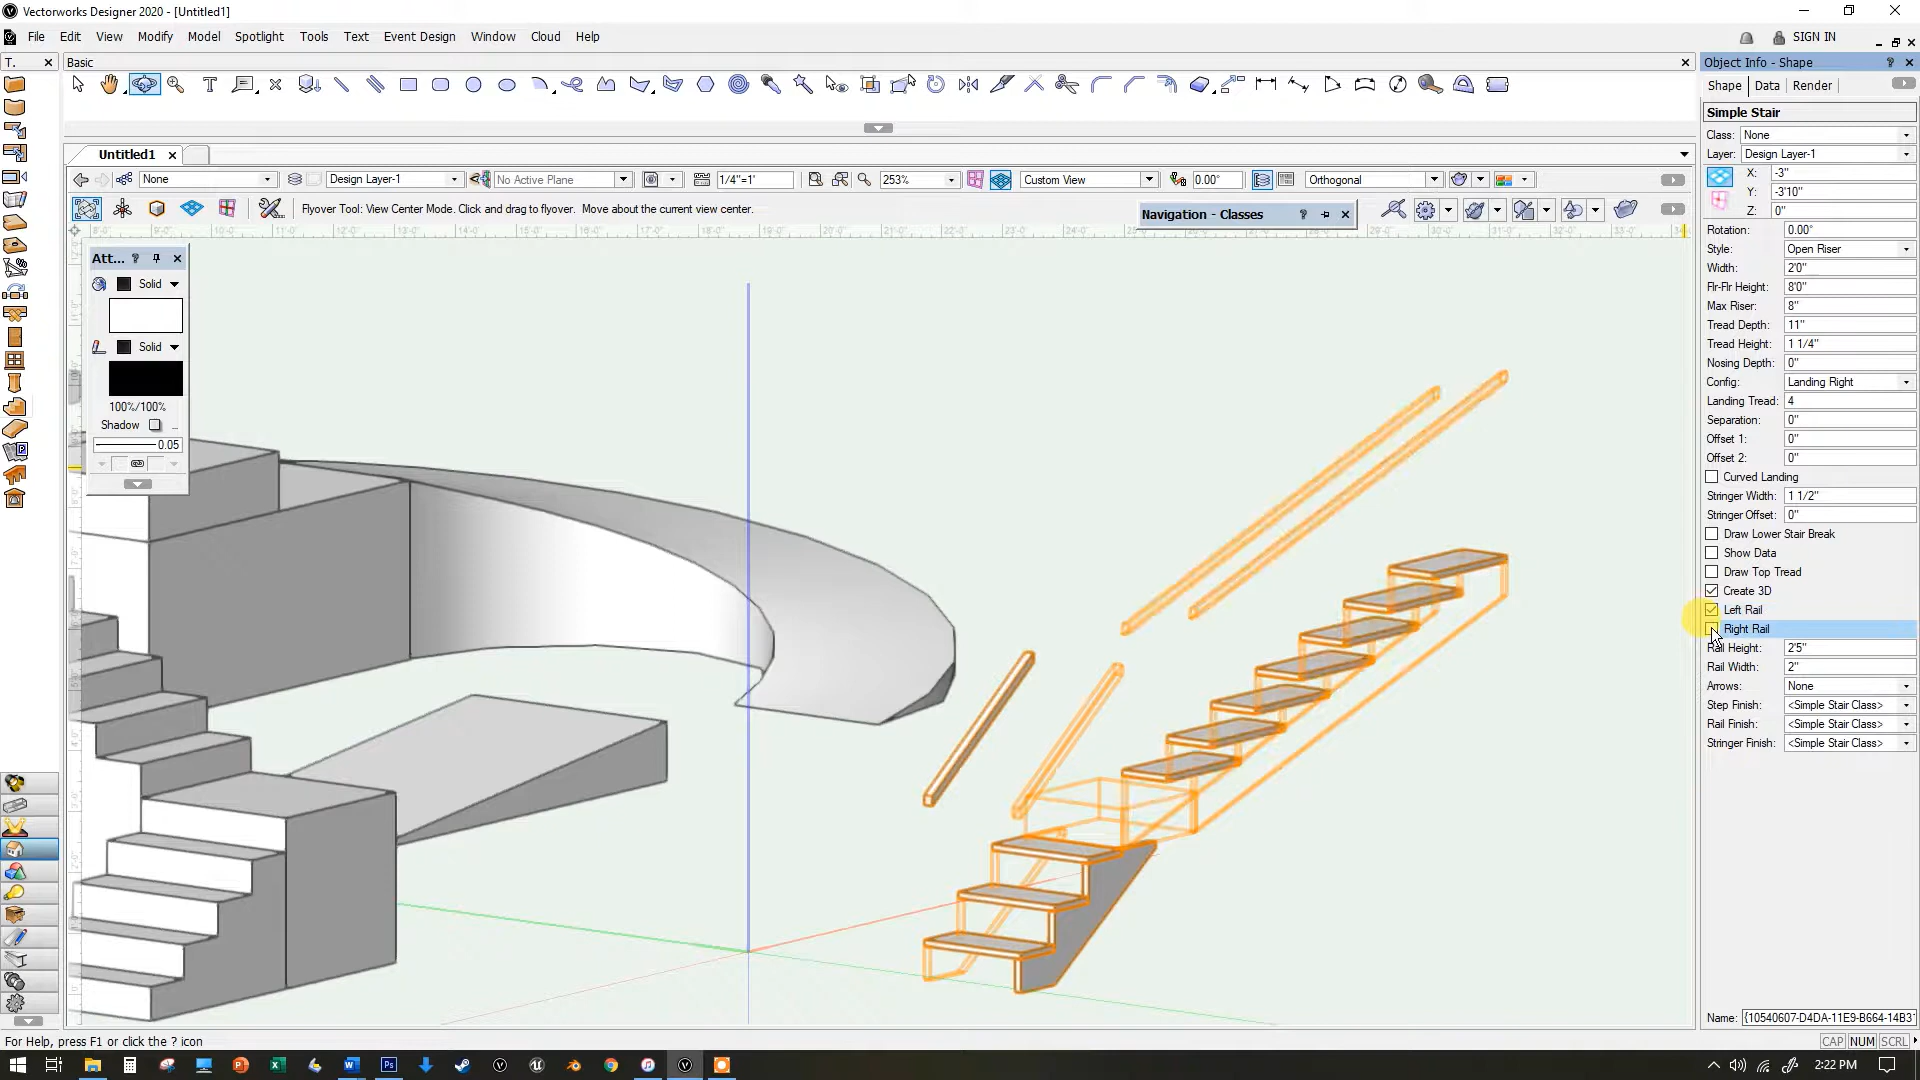 Vectorworks Designer 2020 - [Untitled1]
File Edit View Modify Model Spotlight Tools Text Event Design Window Cloud Help
SIGN IN
T.
Basic
Object Info - Shape
Shape Data Render
Simple Stair
Class: None
Layer: Design Layer-1
X: -3"
Y: -3'10"
Z: 0"
Rotation: 0.00°
Style: Open Riser
Width: 2'0"
Flr-Flr Height: 8'0"
Max Riser: 8"
Tread Depth: 11"
Tread Height: 1 1/4"
Nosing Depth: 0"
Config: Landing Right
Landing Tread: 4
Separation: 0"
Offset 1: 0"
Offset 2: 0"
Curved Landing
Stringer Width: 1 1/2"
Stringer Offset: 0"
Draw Lower Stair Break
Show Data
Draw Top Tread
Create 3D
Left Rail
Right Rail
Rail Height: 2'5"
Rail Width: 2"
Arrows: None
Step Finish: <Simple Stair Class>
Rail Finish: <Simple Stair Class>
Stringer Finish: <Simple Stair Class>
Name: {10540607-D4DA-11E9-B664-14B3
Untitled1
None Design Layer-1 No Active Plane 1/4"=1' 253% Custom View 0.00° Orthogonal
Flyover Tool: View Center Mode. Click and drag to flyover. Move about the current view center.
Navigation - Classes
Att...
Solid
Solid
100%/100%
Shadow ...
0.05
For Help, press F1 or click the ? icon
CAP NUM SCRL
2:22 PM